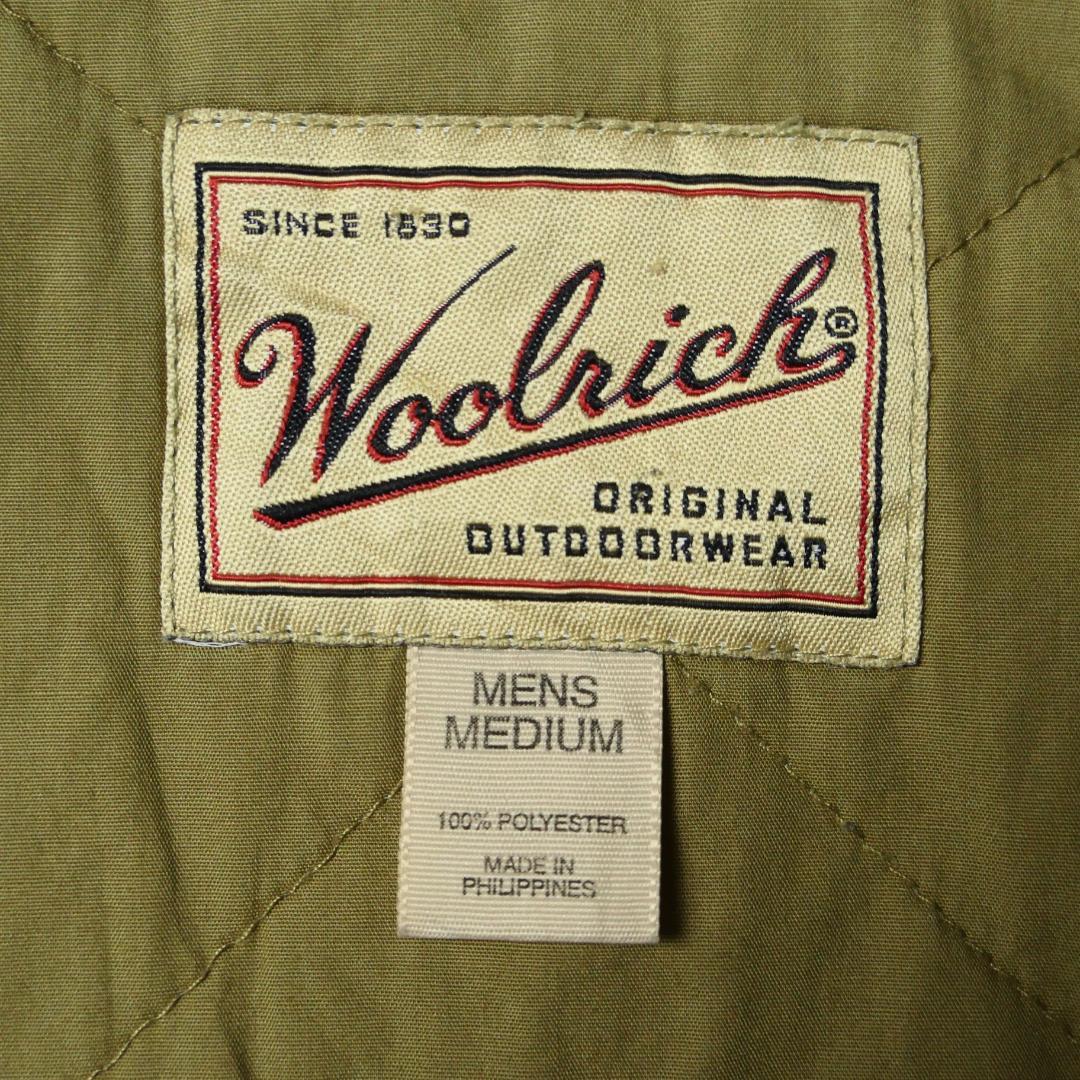 SINCE 1830
Woolrich®
ORIGINAL
OUTDOORWEAR
MENS
MEDIUM
100% POLYESTER
MADE IN
PHILIPPINES